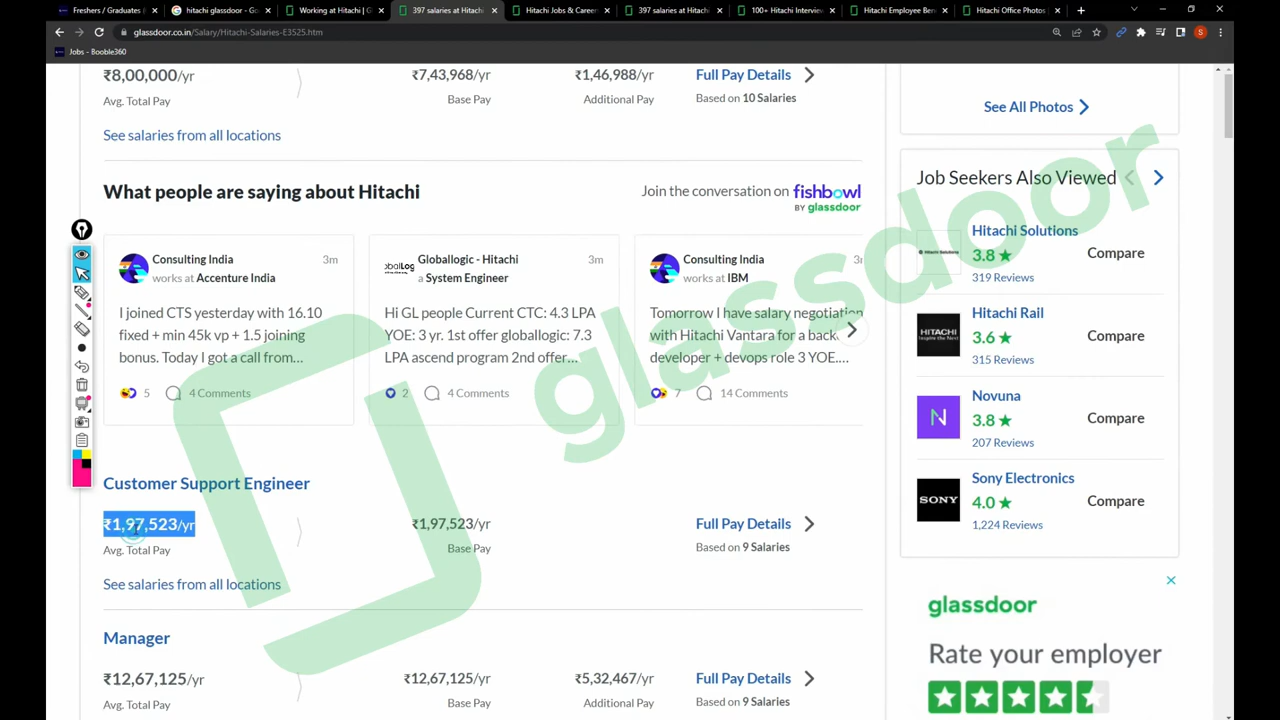 Freshers / Graduates /
hitachi glassdoor - Go
Working at Hitachi | G
397 salaries at Hitachi
Hitachi Jobs & Career
397 salaries at Hitachi
100+ Hitachi Intervie
Hitachi Employee Ben
Hitachi Office Photos
glassdoor.co.in/Salary/Hitachi-Salaries-E3525.htm
S
Jobs - Booble360
₹8,00,000/yr
₹7,43,968/yr
₹1,46,988/yr
Full Pay Details
Avg. Total Pay
Base Pay
Additional Pay
Based on 10 Salaries
See salaries from all locations
See All Photos
What people are saying about Hitachi
Join the conversation on fishbowl
BY glassdoor
Consulting India 3m
works at Accenture India
I joined CTS yesterday with 16.10
fixed + min 45k vp + 1.5 joining
bonus. Today I got a call from...
5 4 Comments
Globallogic - Hitachi 3m
a System Engineer
Hi GL people Current CTC: 4.3 LPA
YOE: 3 yr. 1st offer globallogic: 7.3
LPA ascend program 2nd offer...
2 4 Comments
Consulting India
works at IBM
Tomorrow I have salary negotiation
with Hitachi Vantara for a back
developer + devops role 3 YOE....
7 14 Comments
Job Seekers Also Viewed
Hitachi Solutions
3.8 ★
Compare
319 Reviews
HITACHI
Inspire the Next
Hitachi Rail
3.6 ★
Compare
315 Reviews
N
Novuna
3.8 ★
Compare
207 Reviews
SONY
Sony Electronics
4.0 ★
Compare
1,224 Reviews
Customer Support Engineer
₹1,97,523/yr
₹1,97,523/yr
Full Pay Details
Avg. Total Pay
Base Pay
Based on 9 Salaries
See salaries from all locations
Manager
₹12,67,125/yr
₹12,67,125/yr
₹5,32,467/yr
Full Pay Details
Avg. Total Pay
Base Pay
Additional Pay
Based on 9 Salaries
glassdoor
Rate your employer
glassdoor